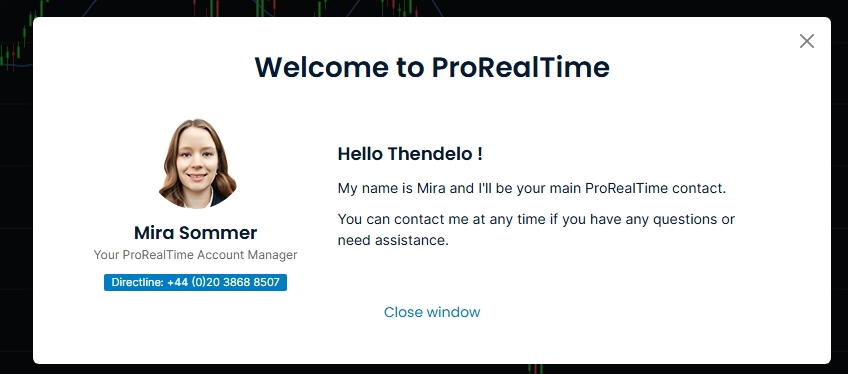 Welcome to ProRealTime
Hello Thendelo !
My name is Mira and I'll be your main ProRealTime contact.
You can contact me at any time if you have any questions or
need assistance.
Mira Sommer
Your ProRealTime Account Manager
Directline: +44 (0)20 3868 8507
Close window